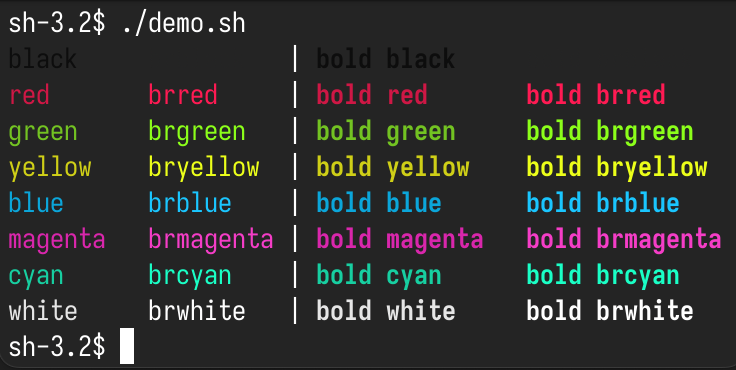 sh-3.2$ ./demo.sh
black | bold black
red brred | bold red bold brred
green brgreen | bold green bold brgreen
yellow bryellow | bold yellow bold bryellow
blue brblue | bold blue bold brblue
magenta brmagenta | bold magenta bold brmagenta
cyan brcyan | bold cyan bold brcyan
white brwhite | bold white bold brwhite
sh-3.2$